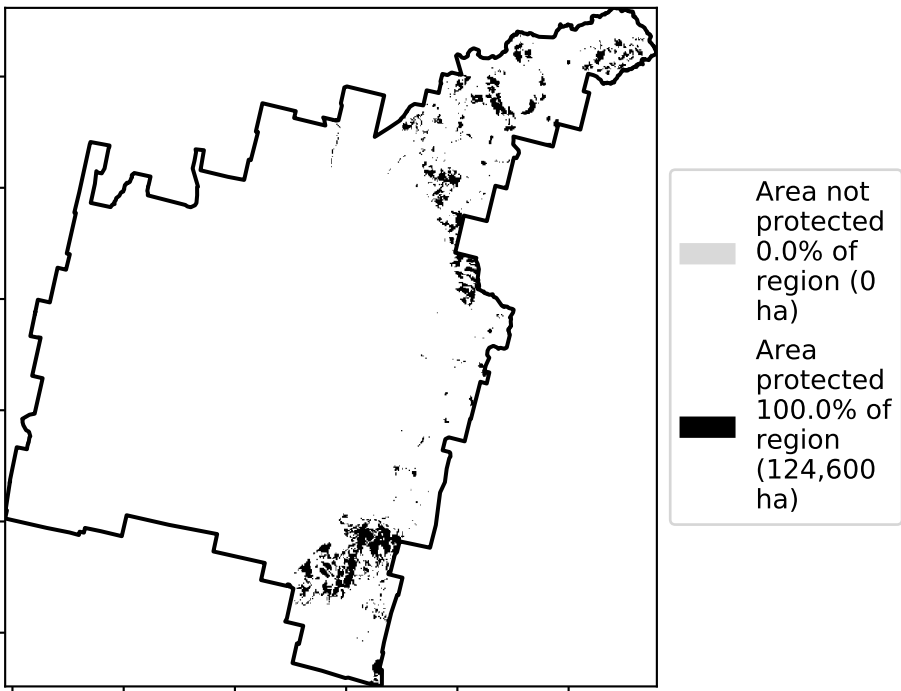 Area not
protected
0.0% of
region (0
ha)
Area
protected
100.0% of
region
(124,600
ha)